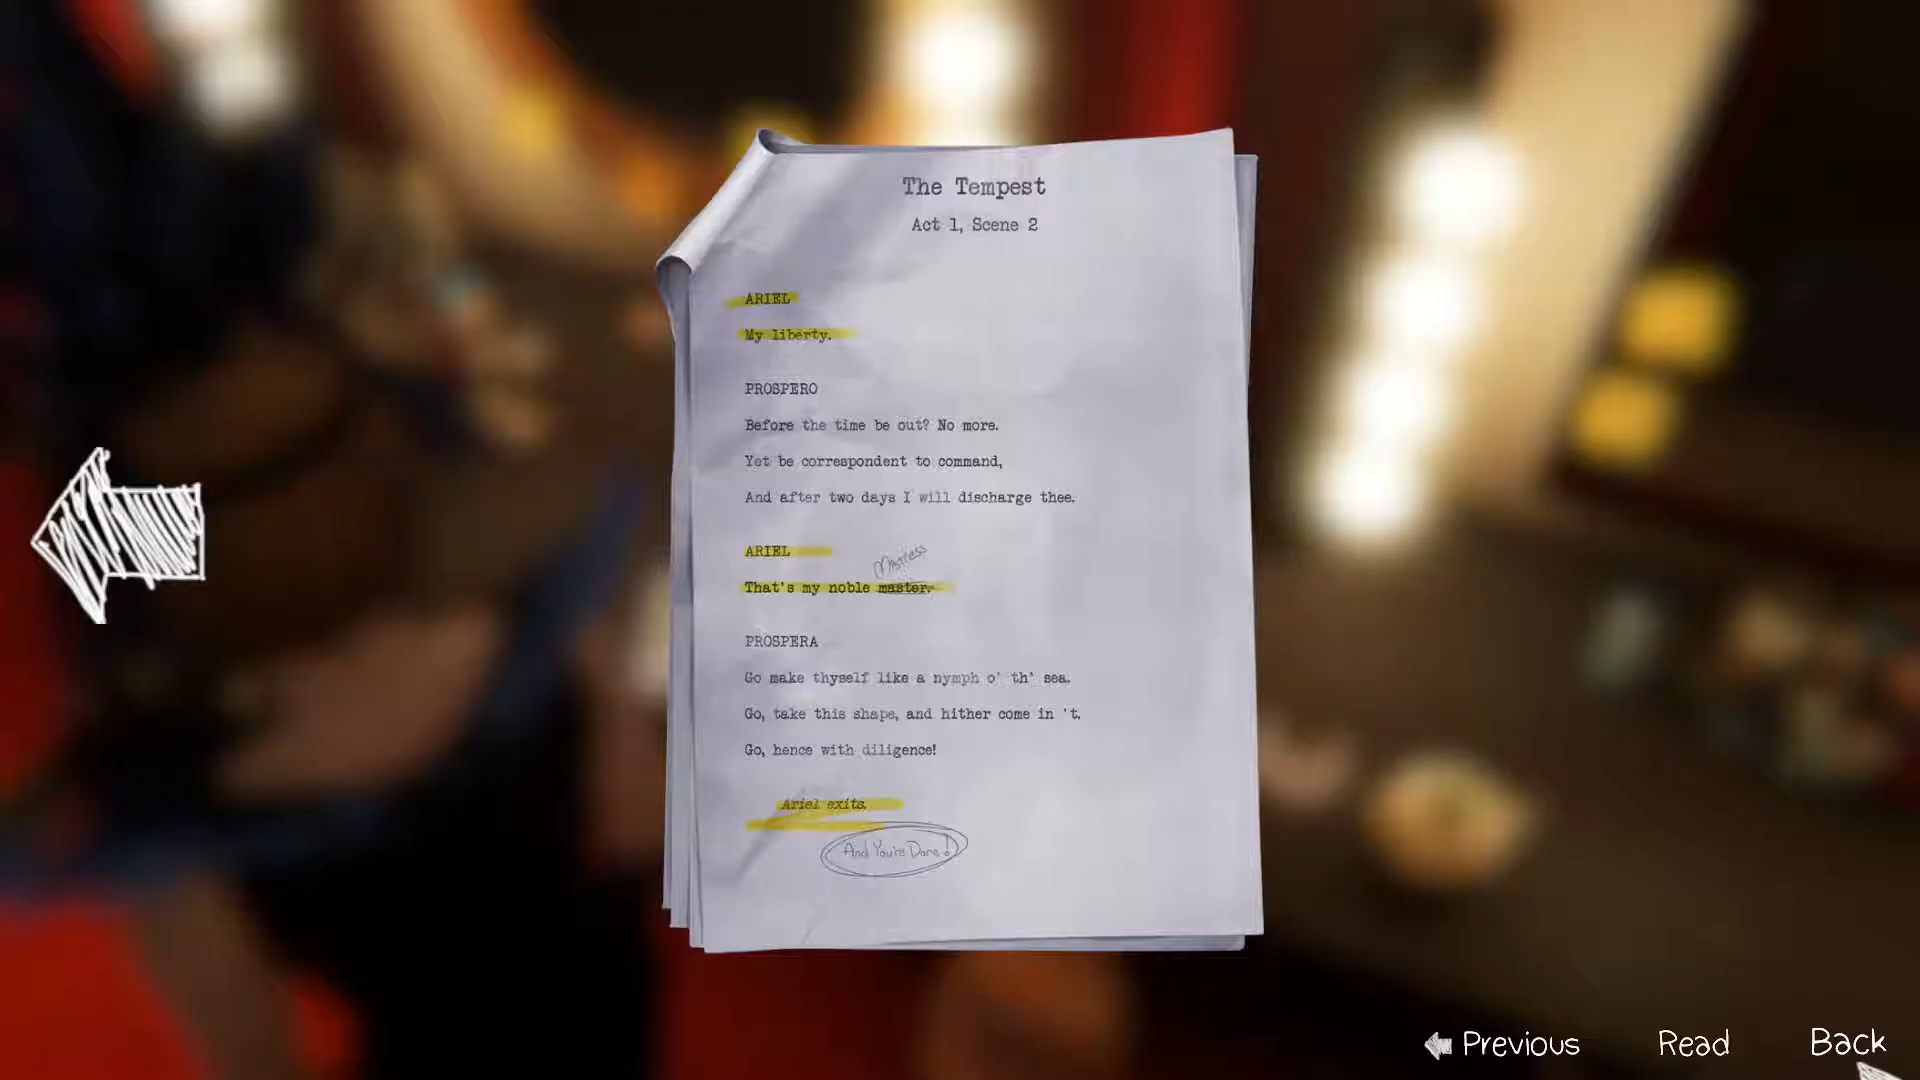 The Tempest
Act 1, Scene 2
ARIEL
My liberty.
PROSPERO
Before the time be out? No more.
Yet be correspondent to command,
And after two days I will discharge thee.
ARIEL
Mistress
That's my noble master.
PROSPERA
Go make thyself like a nymph o' th' sea.
Go, take this shape, and hither come in 't.
Go, hence with diligence!
Ariel exits.
And You're Done!
Previous Read Back